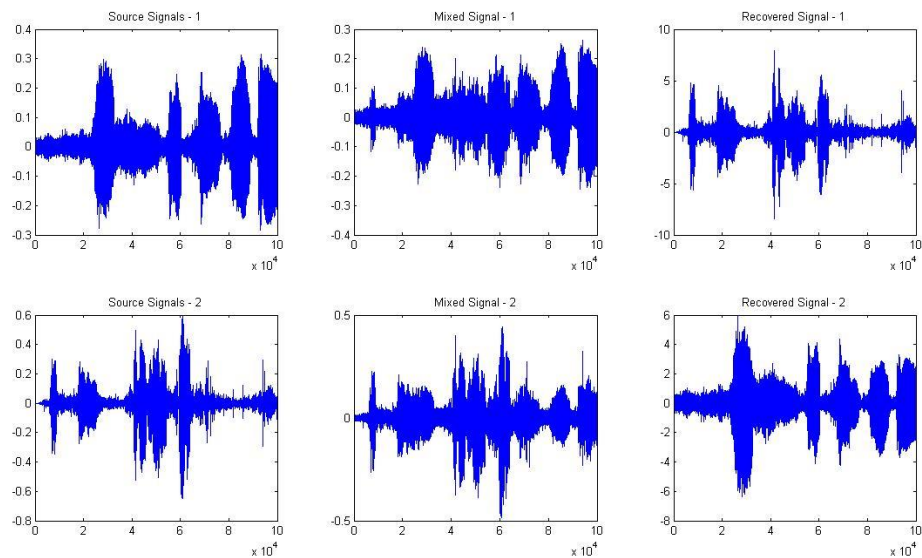 Source Signals - 1
0.4
0.3
0.2
0.1
0
-0.1
-0.2
-0.3
0 2 4 6 8 10
x 10^4
Mixed Signal - 1
0.4
0.3
0.2
0.1
0
-0.1
-0.2
-0.3
-0.4
0 2 4 6 8 10
x 10^4
Recovered Signal - 1
10
5
0
-5
-10
0 2 4 6 8 10
x 10^4
Source Signals - 2
0.6
0.4
0.2
0
-0.2
-0.4
-0.6
-0.8
0 2 4 6 8 10
x 10^4
Mixed Signal - 2
0.5
0
-0.5
0 2 4 6 8 10
x 10^4
Recovered Signal - 2
6
4
2
0
-2
-4
-6
-8
0 2 4 6 8 10
x 10^4